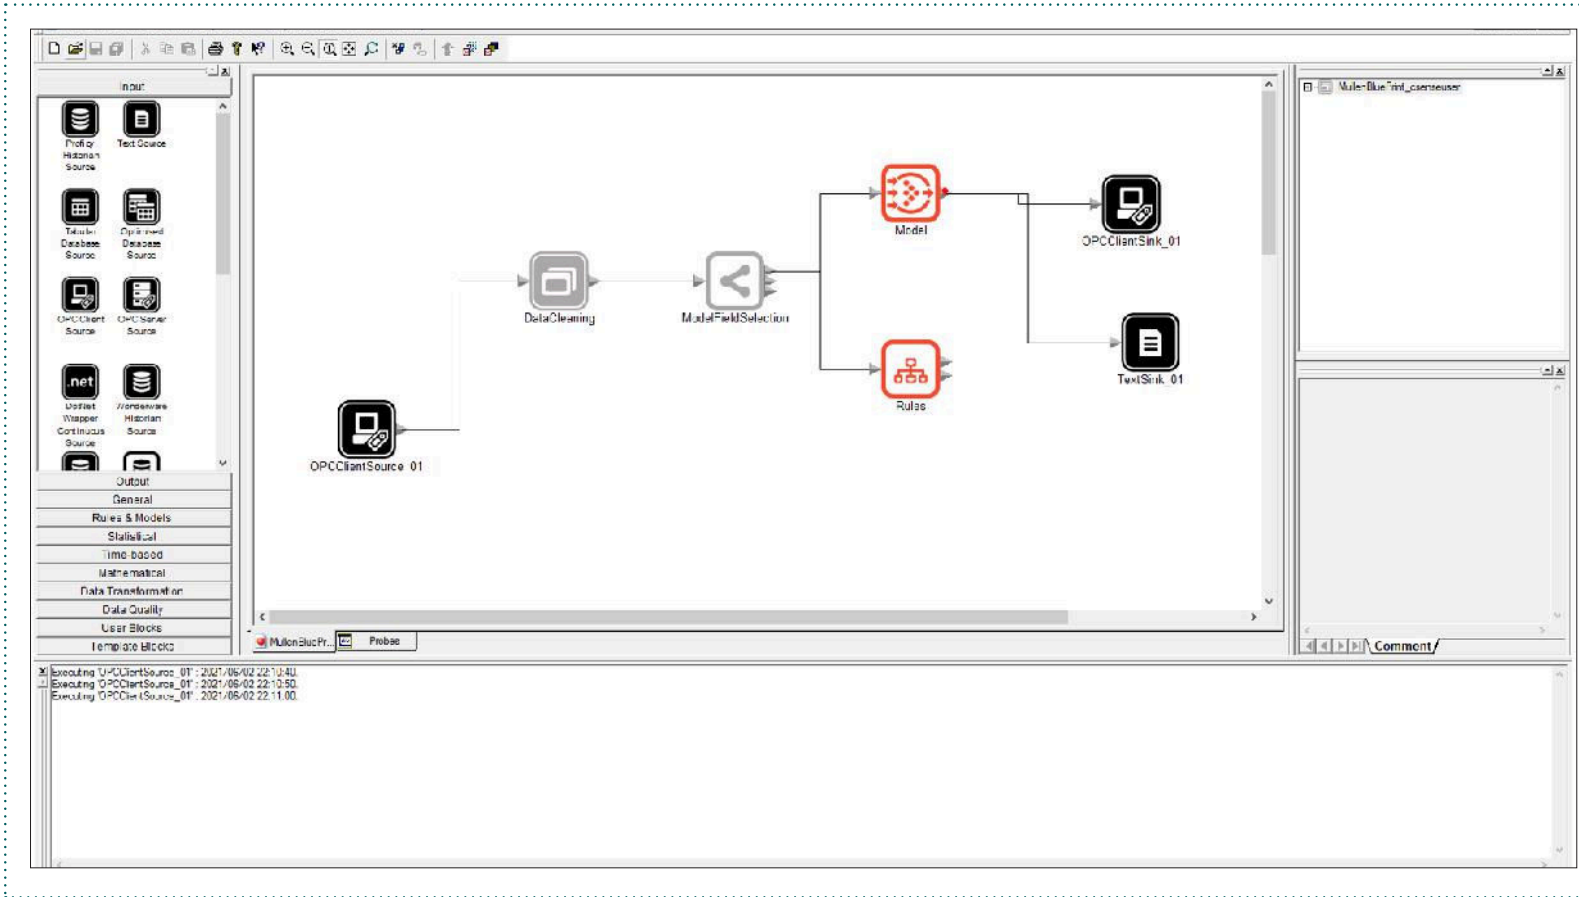 Input
Proficy
Historian
Source
Text Source
Tabular
Database
Source
Optimised
Database
Source
OPC Client
Source
OPC Server
Source
.net
DotNet
Wrapper
Continuous
Source
Wonderware
Historian
Source
Output
General
Rules & Models
Statistical
Time-based
Mathematical
Data Transformation
Data Quality
User Blocks
Template Blocks
OPCClientSource_01
DataCleaning
ModelFieldSelection
Model
Rules
OPCClientSink_01
TextSink_01
MullenBluePr...
Probes
MullenBluePrint_csenseuser
Comment
Executing 'OPCClientSource_01' : 2021/06/02 22:10:40.
Executing 'OPCClientSource_01' : 2021/06/02 22:10:50.
Executing 'OPCClientSource_01' : 2021/06/02 22:11:00.